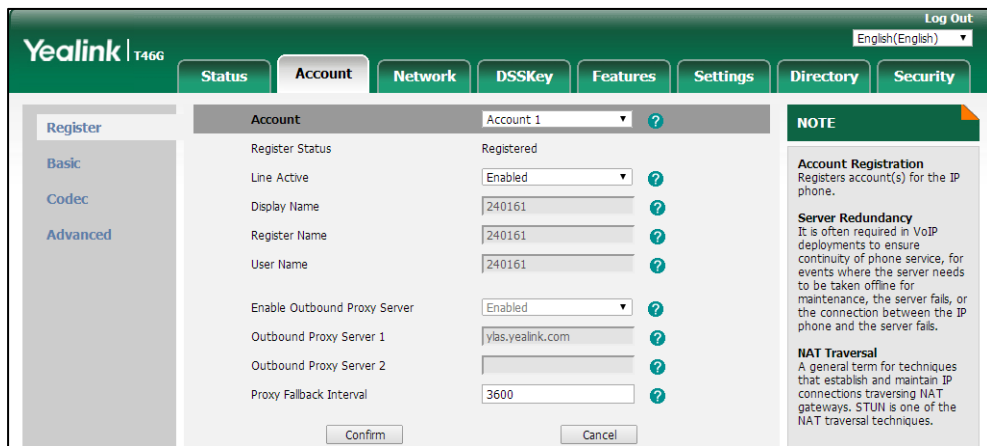 Log Out
Yealink T46G
English(English)
Status Account Network DSSKey Features Settings Directory Security
Register
Basic
Codec
Advanced
Account Account 1 ?
Register Status Registered
Line Active Enabled ?
Display Name 240161 ?
Register Name 240161 ?
User Name 240161 ?
Enable Outbound Proxy Server Enabled ?
Outbound Proxy Server 1 ylas.yealink.com ?
Outbound Proxy Server 2 ?
Proxy Fallback Interval 3600 ?
Confirm Cancel
NOTE
Account Registration
Registers account(s) for the IP
phone.
Server Redundancy
It is often required in VoIP
deployments to ensure
continuity of phone service, for
events where the server needs
to be taken offline for
maintenance, the server fails, or
the connection between the IP
phone and the server fails.
NAT Traversal
A general term for techniques
that establish and maintain IP
connections traversing NAT
gateways. STUN is one of the
NAT traversal techniques.